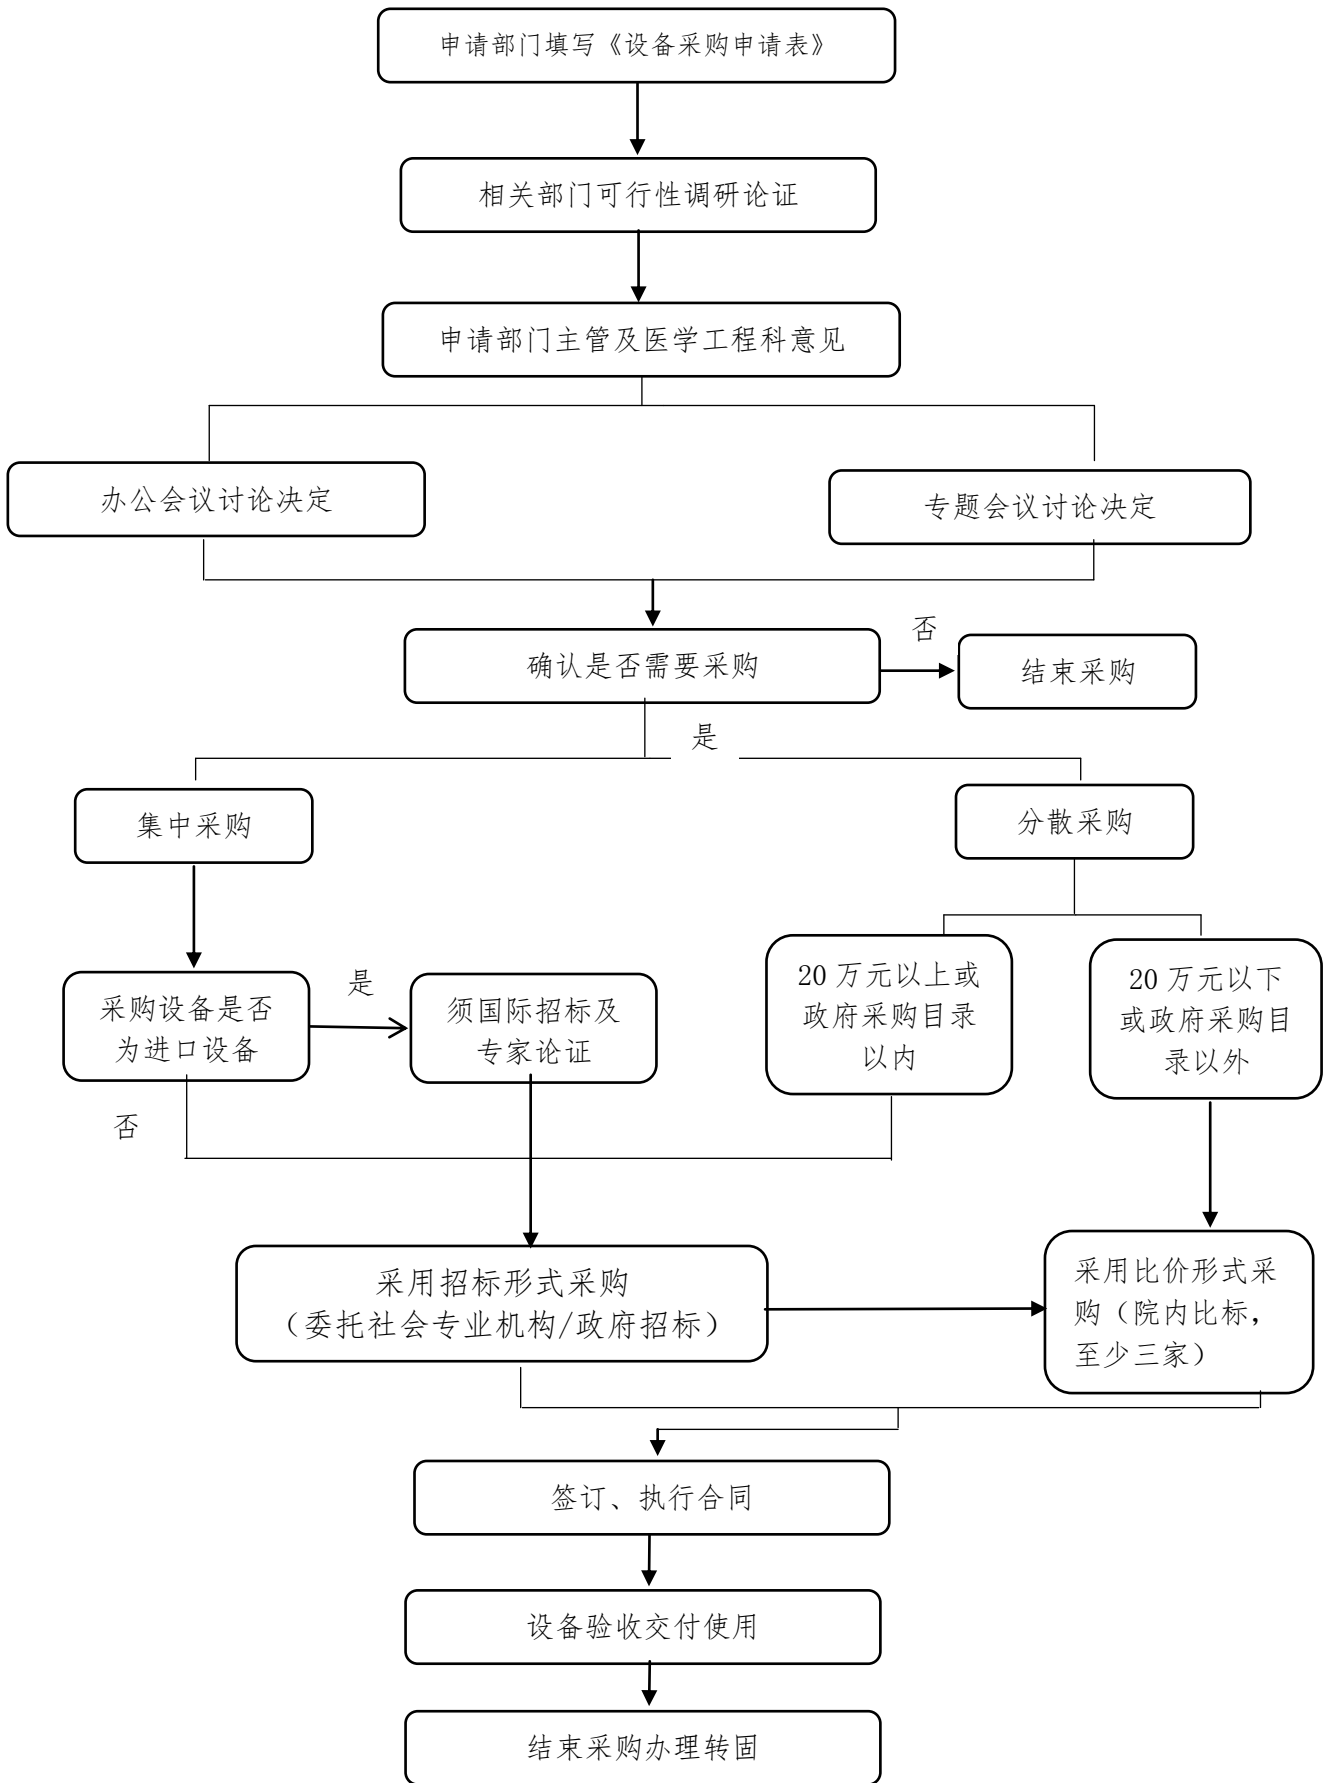 申请部门填写《设备采购申请表》
相关部门可行性调研论证
申请部门主管及医学工程科意见
办公会议讨论决定
专题会议讨论决定
确认是否需要采购
否
结束采购
是
集中采购
分散采购
采购设备是否
为进口设备
是
须国际招标及
专家论证
20 万元以上或
政府采购目录
以内
20 万元以下
或政府采购目
录以外
否
采用招标形式采购
（委托社会专业机构/政府招标）
采用比价形式采
购（院内比标，
至少三家）
签订、执行合同
设备验收交付使用
结束采购办理转固